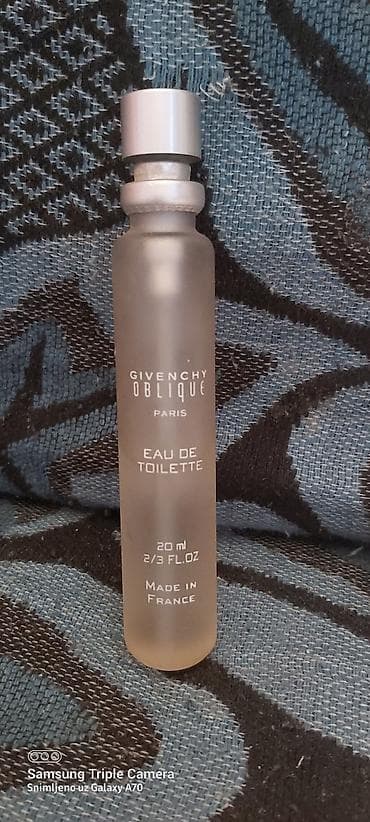 GIVENCHY
OBLIQUE
PARIS
EAU DE
TOILETTE
20 ml
2/3 FL.OZ
MADE IN
FRANCE
Samsung Triple Camera
Snimljeno uz Galaxy A70